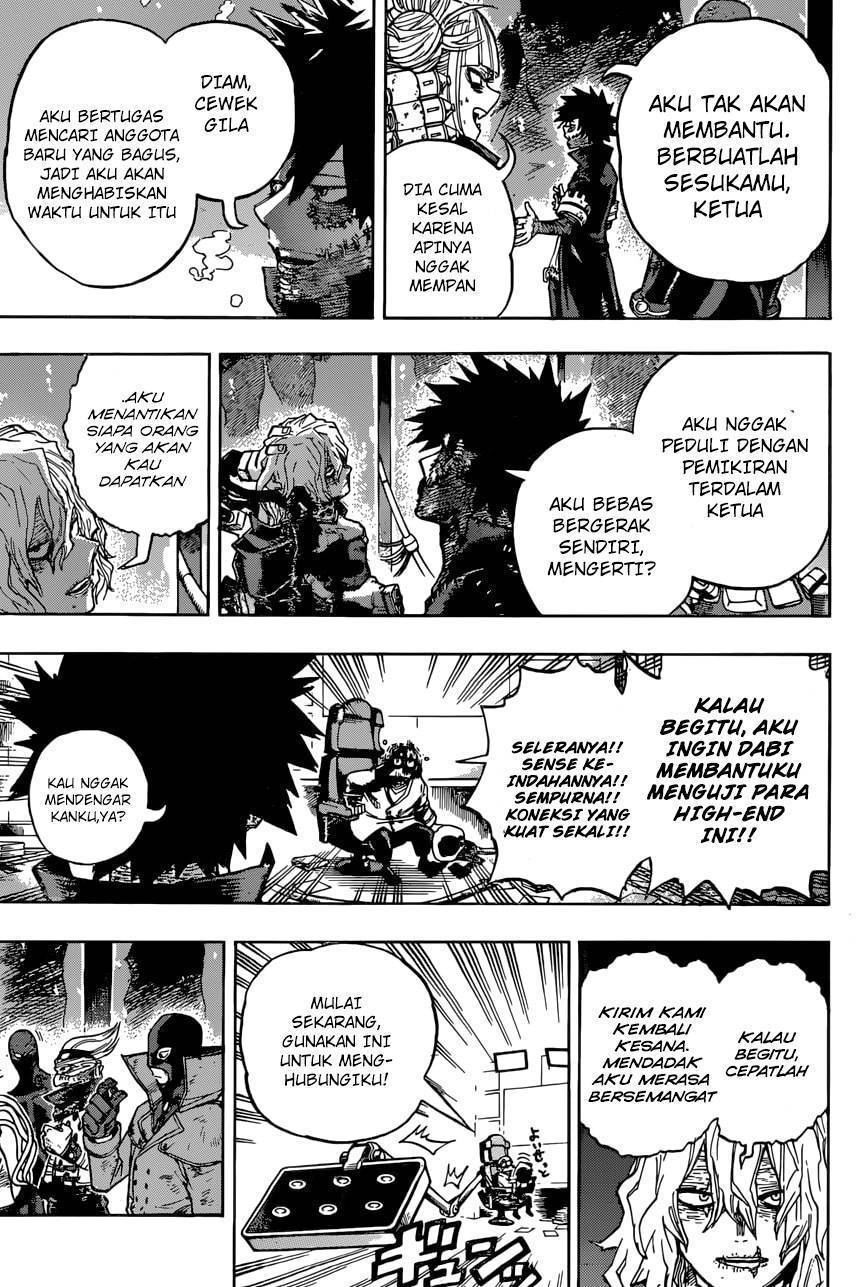 AKU TAK AKAN
MEMBANTU.
BERBUATLAH
SESUKAMU,
KETUA
DIA CUMA
KESAL
KARENA
APINYA
NGGAK
MEMPAN
DIAM,
CEWEK
GILA
AKU BERTUGAS
MENCARI ANGGOTA
BARU YANG BAGUS,
JADI AKU AKAN
MENGHABISKAN
WAKTU UNTUK ITU
AKU NGGAK
PEDULI DENGAN
PEMIKIRAN
TERDALAM
KETUA
AKU BEBAS
BERGERAK
SENDIRI,
MENGERTI?
.AKU
MENANTIKAN
SIAPA ORANG
YANG AKAN
KAU
DAPATKAN
KALAU
BEGITU, AKU
INGIN DABI
MEMBANTUKU
MENGUJI PARA
HIGH-END
INI!!
SELERANYA!!
SENSE KE-
INDAHANNYA!!
SEMPURNA!!
KONEKSI YANG
KUAT SEKALI!!
KAU NGGAK
MENDENGAR
KANKU,YA?
KALAU
BEGITU,
CEPATLAH
KIRIM KAMI
KEMBALI
KESANA.
MENDADAK
AKU MERASA
BERSEMANGAT
MULAI
SEKARANG,
GUNAKAN INI
UNTUK MENG-
HUBUNGIKU!
ギュンッ